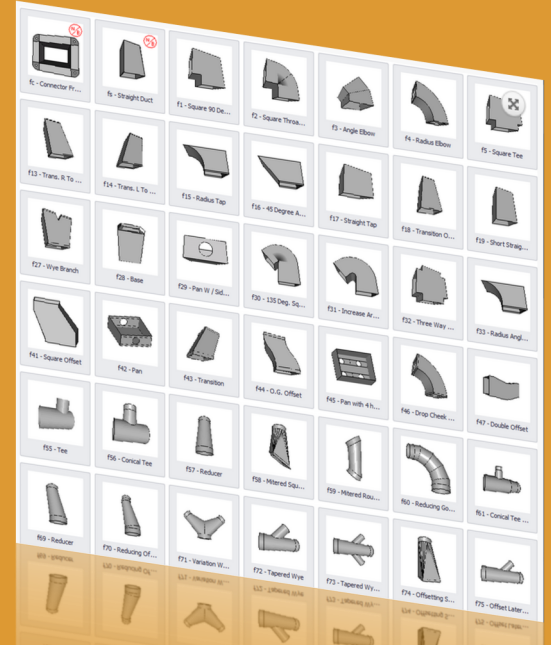 fc - Connector Fr...
fs - Straight Duct
f1 - Square 90 De...
f2 - Square Throa...
f3 - Angle Elbow
f4 - Radius Elbow
f5 - Square Tee
f13 - Trans. R To ...
f14 - Trans. L To ...
f15 - Radius Tap
f16 - 45 Degree A...
f17 - Straight Tap
f18 - Transition O...
f19 - Short Straig...
f27 - Wye Branch
f28 - Base
f29 - Pan W / Sid...
f30 - 135 Deg. Sq...
f31 - Increase Ar...
f32 - Three Way ...
f33 - Radius Angl...
f41 - Square Offset
f42 - Pan
f43 - Transition
f44 - O.G. Offset
f45 - Pan with 4 h...
f46 - Drop Cheek ...
f47 - Double Offset
f55 - Tee
f56 - Conical Tee
f57 - Reducer
f58 - Mitered Squ...
f59 - Mitered Rou...
f60 - Reducing Go...
f61 - Conical Tee ...
f69 - Reducer
f70 - Reducing Of...
f71 - Variation W...
f72 - Tapered Wye
f73 - Tapered Wy...
f74 - Offsetting S...
f75 - Offset Later...